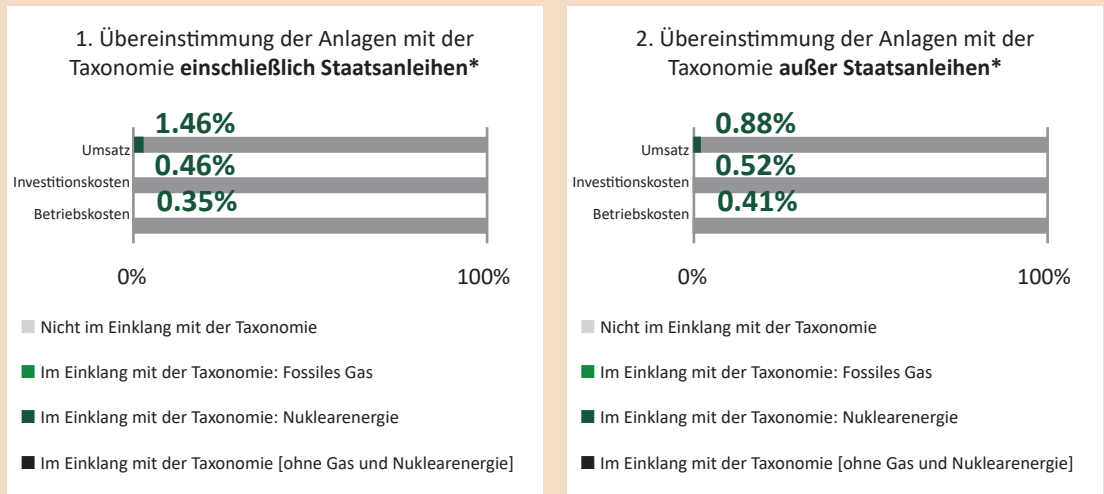 1. Übereinstimmung der Anlagen mit der
Taxonomie einschließlich Staatsanleihen*
1.46%
Umsatz
0.46%
Investitionskosten
0.35%
Betriebskosten
0%
100%
Nicht im Einklang mit der Taxonomie
Im Einklang mit der Taxonomie: Fossiles Gas
Im Einklang mit der Taxonomie: Nuklearenergie
Im Einklang mit der Taxonomie [ohne Gas und Nuklearenergie]
2. Übereinstimmung der Anlagen mit der
Taxonomie außer Staatsanleihen*
0.88%
Umsatz
0.52%
Investitionskosten
0.41%
Betriebskosten
0%
100%
Nicht im Einklang mit der Taxonomie
Im Einklang mit der Taxonomie: Fossiles Gas
Im Einklang mit der Taxonomie: Nuklearenergie
Im Einklang mit der Taxonomie [ohne Gas und Nuklearenergie]